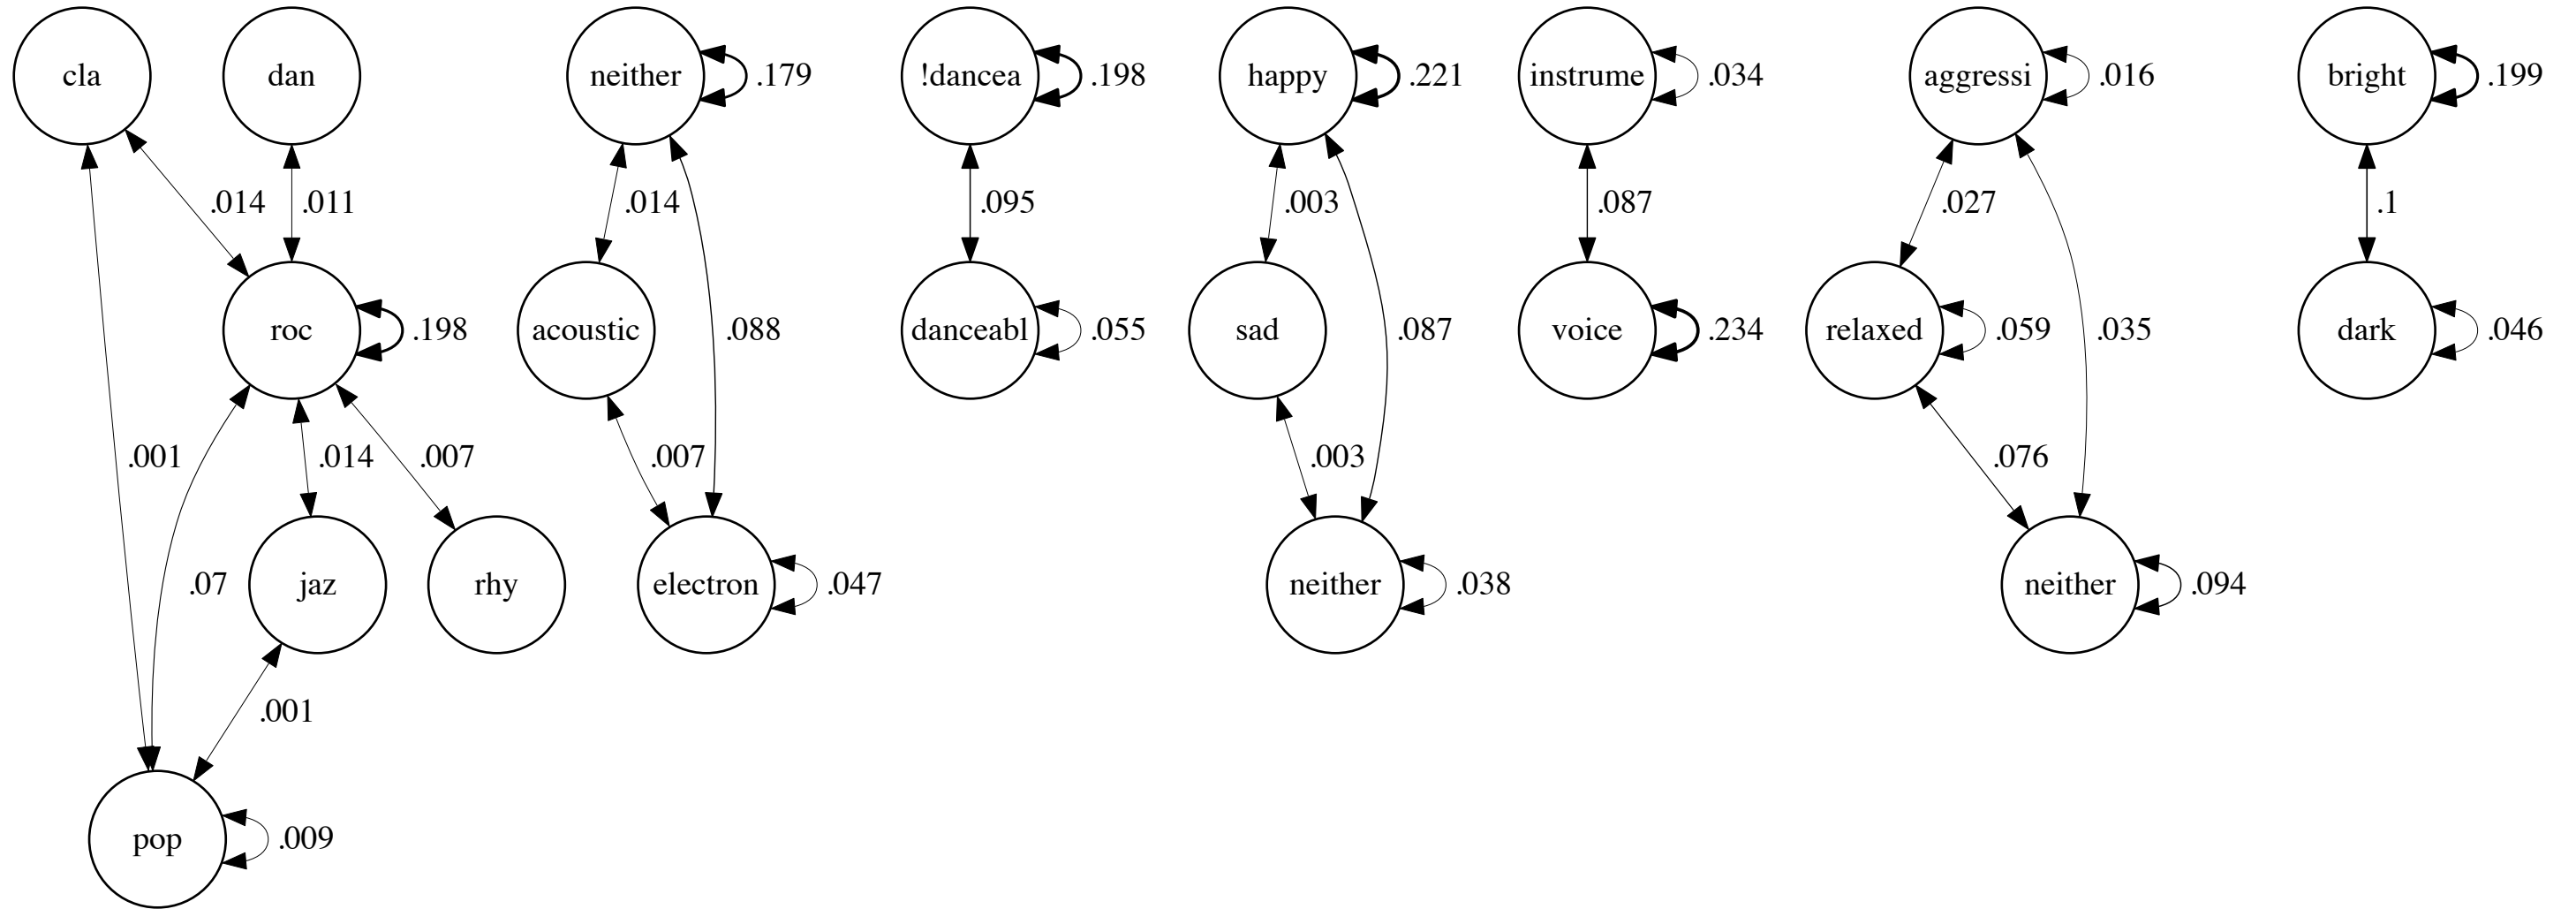 cla dan neither .179 !dancea .198 happy .221 instrume .034 aggressi .016 bright .199
.014 .011 .014 .095 .003 .087 .027 .1
roc .198 acoustic .088 danceabl .055 sad .087 voice .234 relaxed .059 .035 dark .046
.001 .014 .007 .007 .003 .076
.07 jaz rhy electron .047 neither .038 neither .094
.001
pop .009